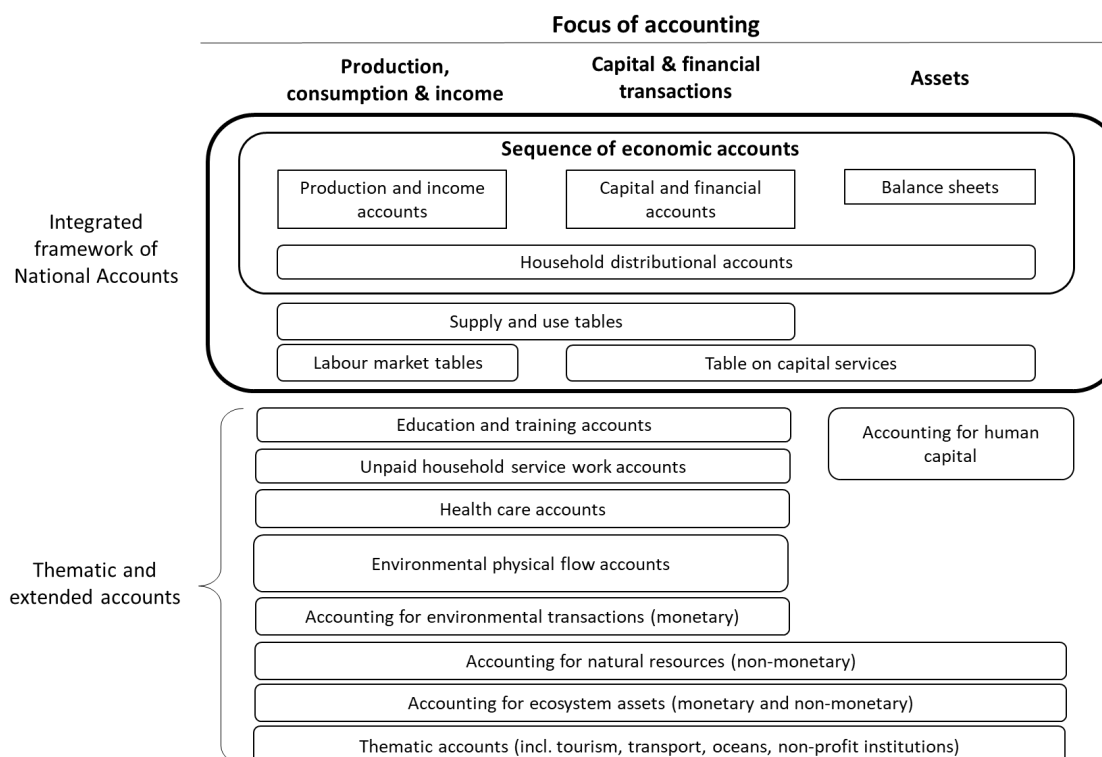 Focus of accounting
Production,
consumption & income
Capital & financial
transactions
Assets
Integrated
framework of
National Accounts
Sequence of economic accounts
Production and income
accounts
Capital and financial
accounts
Balance sheets
Household distributional accounts
Supply and use tables
Labour market tables
Table on capital services
Thematic and
extended accounts
Education and training accounts
Accounting for human
capital
Unpaid household service work accounts
Health care accounts
Environmental physical flow accounts
Accounting for environmental transactions (monetary)
Accounting for natural resources (non-monetary)
Accounting for ecosystem assets (monetary and non-monetary)
Thematic accounts (incl. tourism, transport, oceans, non-profit institutions)